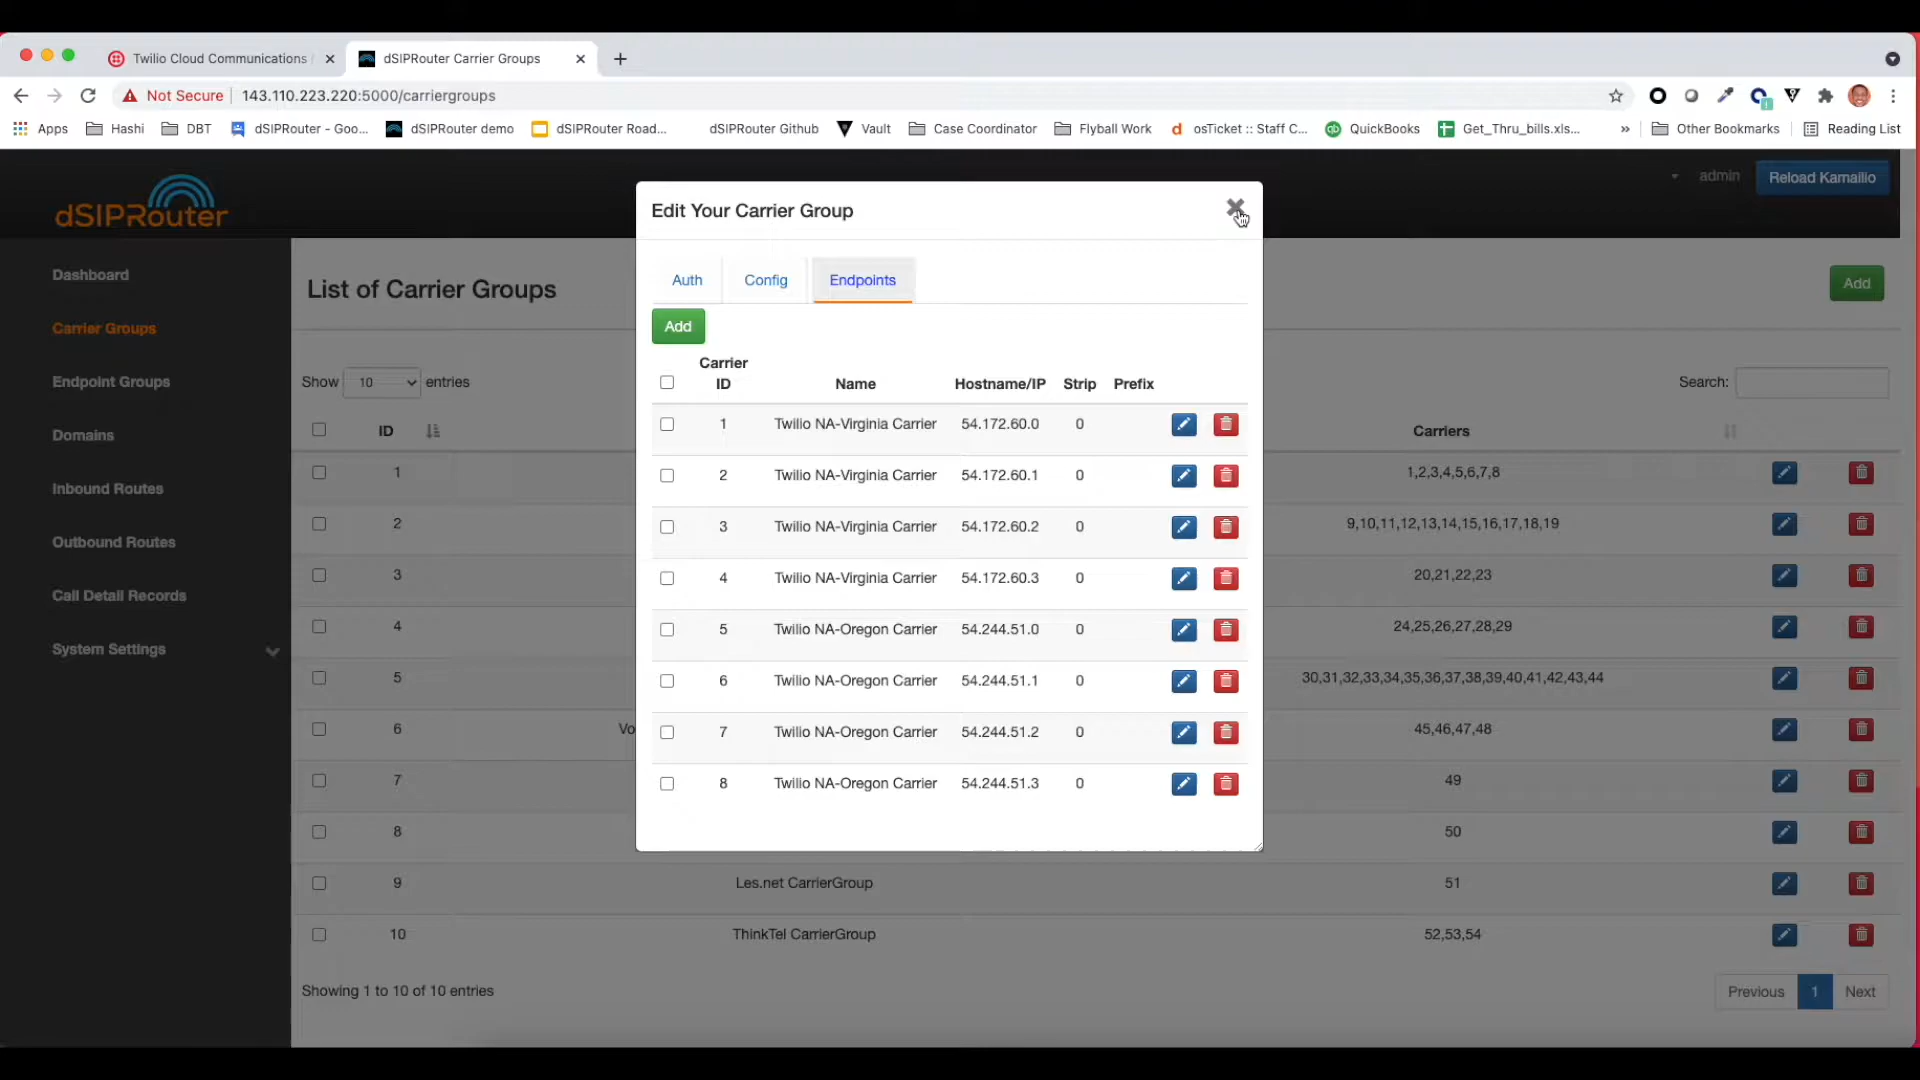 Twilio Cloud Communications
dSIPRouter Carrier Groups
Not Secure
143.110.223.220:5000/carriergroups
Apps
Hashi
DBT
dSIPRouter - Goo...
dSIPRouter demo
dSIPRouter Road...
dSIPRouter Github
Vault
Case Coordinator
Flyball Work
osTicket :: Staff C...
QuickBooks
Get_Thru_bills.xls...
»
Other Bookmarks
Reading List
dSIPRouter
admin
Reload Kamailio
Dashboard
Carrier Groups
Endpoint Groups
Domains
Inbound Routes
Outbound Routes
Call Detail Records
System Settings
List of Carrier Groups
Add
Show 10 entries
Search:
ID
Carriers
1 1,2,3,4,5,6,7,8
2 9,10,11,12,13,14,15,16,17,18,19
3 20,21,22,23
4 24,25,26,27,28,29
5 30,31,32,33,34,35,36,37,38,39,40,41,42,43,44
6 Vo 45,46,47,48
7 49
8 50
9 Les.net CarrierGroup 51
10 ThinkTel CarrierGroup 52,53,54
Showing 1 to 10 of 10 entries
Previous 1 Next
Edit Your Carrier Group
Auth Config Endpoints
Add
Carrier ID Name Hostname/IP Strip Prefix
1 Twilio NA-Virginia Carrier 54.172.60.0 0
2 Twilio NA-Virginia Carrier 54.172.60.1 0
3 Twilio NA-Virginia Carrier 54.172.60.2 0
4 Twilio NA-Virginia Carrier 54.172.60.3 0
5 Twilio NA-Oregon Carrier 54.244.51.0 0
6 Twilio NA-Oregon Carrier 54.244.51.1 0
7 Twilio NA-Oregon Carrier 54.244.51.2 0
8 Twilio NA-Oregon Carrier 54.244.51.3 0